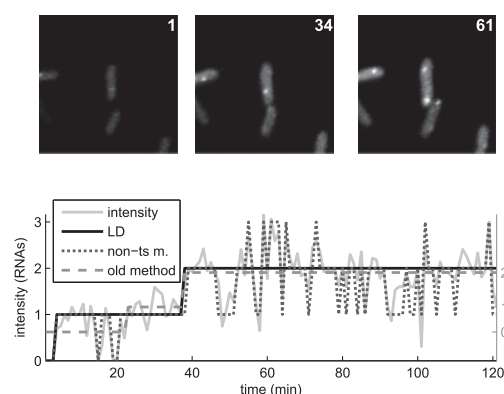 1
34
61
intensity
LD
non-ts m.
old method
intensity (RNAs)
3
2
1
0
20
40
60
80
100
120
time (min)